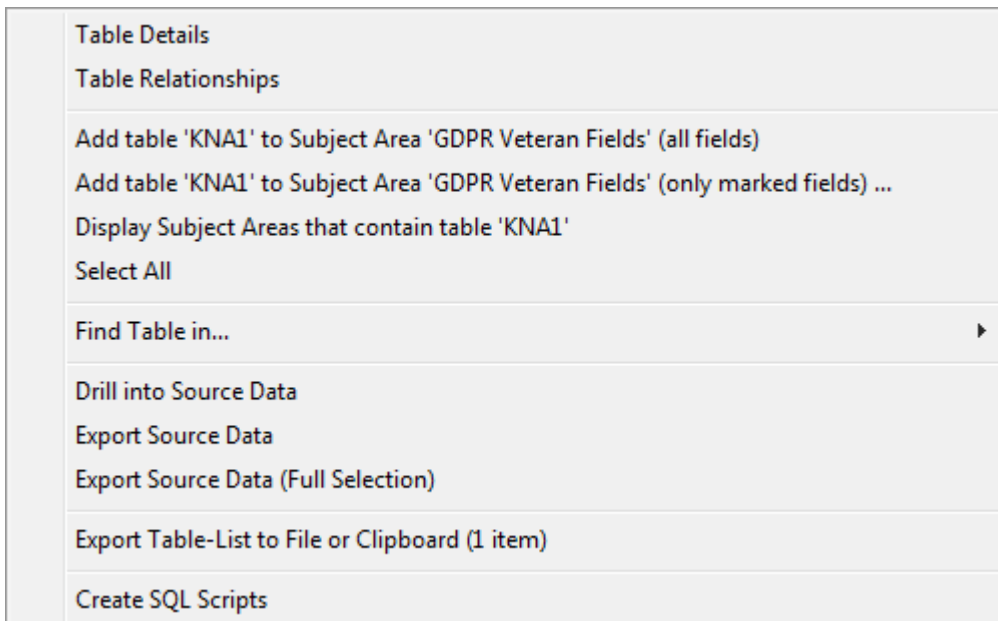 Table Details
Table Relationships
Add table 'KNA1' to Subject Area 'GDPR Veteran Fields' (all fields)
Add table 'KNA1' to Subject Area 'GDPR Veteran Fields' (only marked fields) ...
Display Subject Areas that contain table 'KNA1'
Select All
Find Table in...
Drill into Source Data
Export Source Data
Export Source Data (Full Selection)
Export Table-List to File or Clipboard (1 item)
Create SQL Scripts